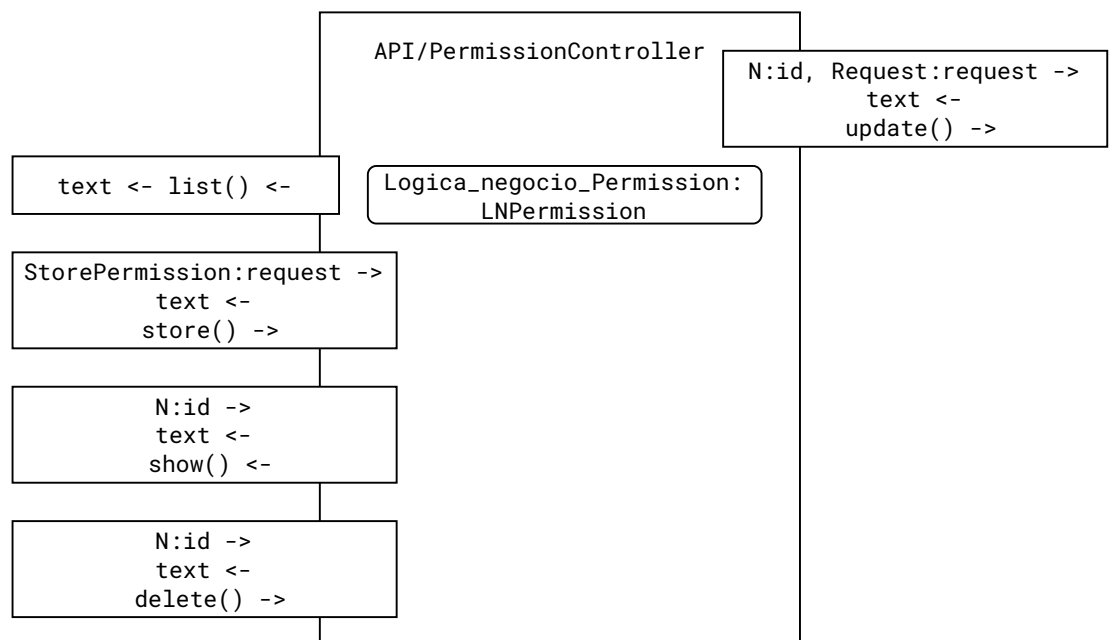 API/PermissionController
N:id, Request:request ->
text <-
update() ->
text <- list() <-
Logica_negocio_Permission:
LNPermission
StorePermission:request ->
text <-
store() ->
N:id ->
text <-
show() <-
N:id ->
text <-
delete() ->